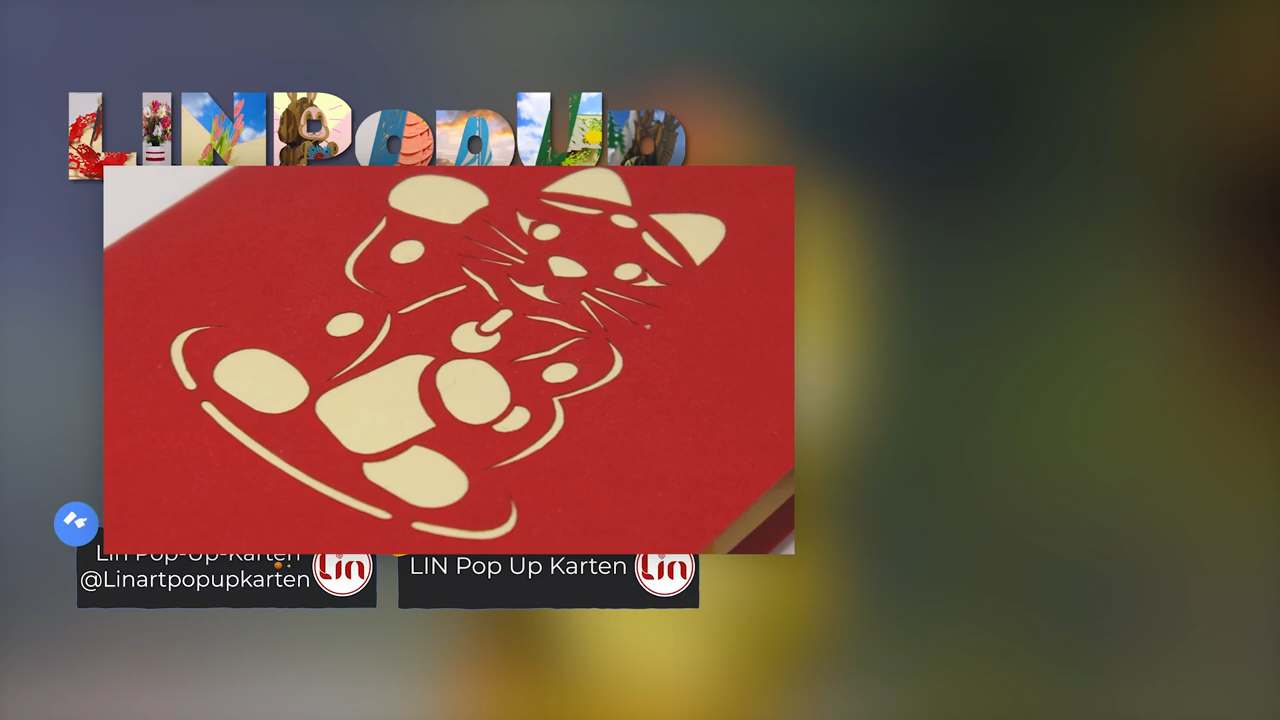 LINPopUp
Lin Pop-Up-Karten
@Linartpopupkarten
Lin
LIN Pop Up Karten
Lin